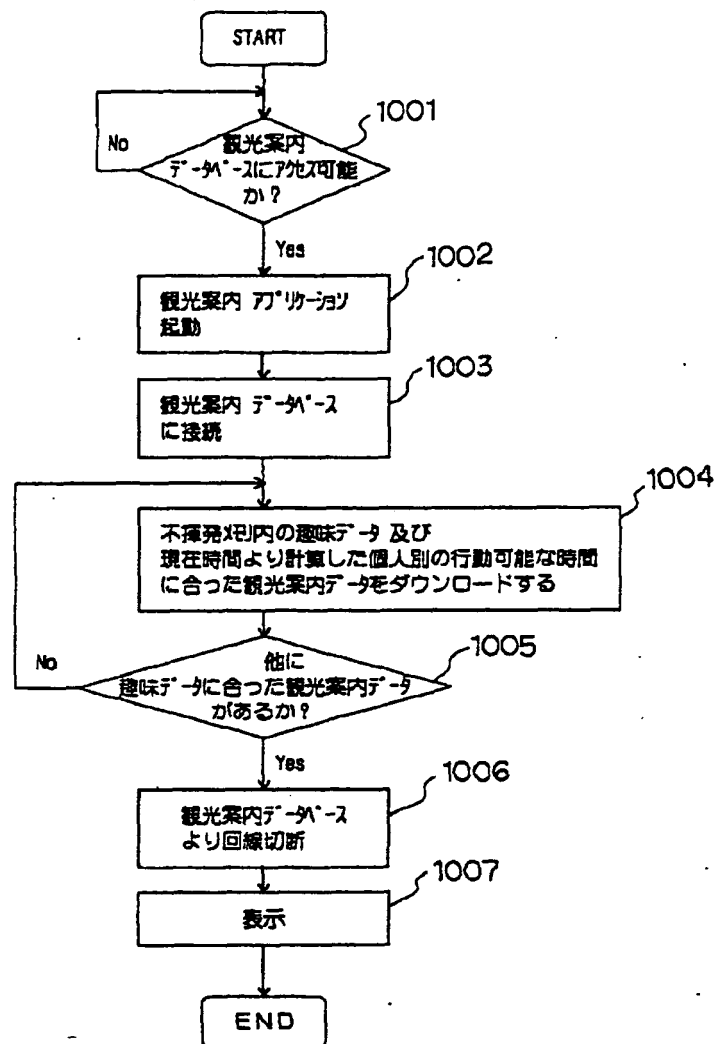 START
1001
No
観光案内
データベースにアクセス可能
か?
Yes
1002
観光案内 アプリケーション
起動
1003
観光案内 データベース
に接続
1004
不揮発メモリ内の趣味データ 及び
現在時間より計算した個人別の行動可能な時間
に合った観光案内データをダウンロードする
No
1005
他に
趣味データに合った観光案内データ
があるか?
Yes
1006
観光案内データベース
より回線切断
1007
表示
END